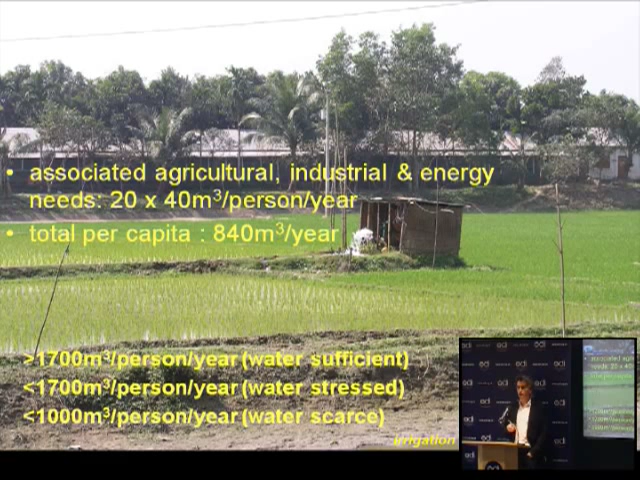 • associated agricultural, industrial & energy
needs: 20 x 40m³/person/year
• total per capita : 840m³/year
>1700m³/person/year (water sufficient)
<1700m³/person/year (water stressed)
<1000m³/person/year (water scarce)
irrigation
odi